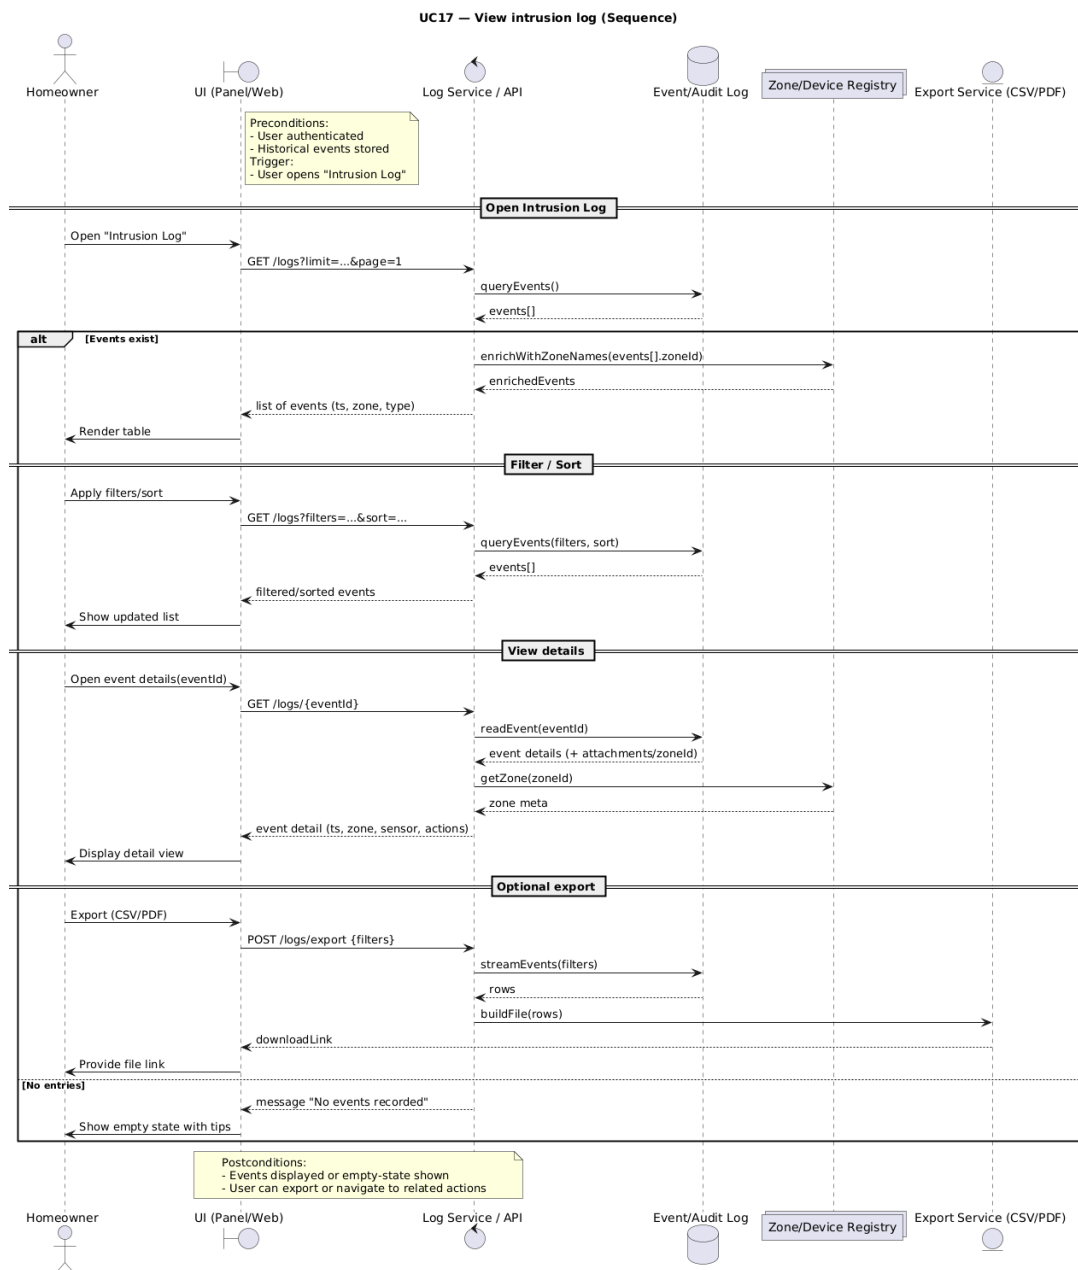 UC17 — View intrusion log (Sequence)
Homeowner
UI (Panel/Web)
Log Service / API
Event/Audit Log
Zone/Device Registry
Export Service (CSV/PDF)
Preconditions:
- User authenticated
- Historical events stored
Trigger:
- User opens "Intrusion Log"
Open Intrusion Log
Open "Intrusion Log"
GET /logs?limit=...&page=1
queryEvents()
events[]
alt [Events exist]
enrichWithZoneNames(events[].zoneId)
enrichedEvents
list of events (ts, zone, type)
Render table
Filter / Sort
Apply filters/sort
GET /logs?filters=...&sort=...
queryEvents(filters, sort)
events[]
filtered/sorted events
Show updated list
View details
Open event details(eventId)
GET /logs/{eventId}
readEvent(eventId)
event details (+ attachments/zoneId)
getZone(zoneId)
zone meta
event detail (ts, zone, sensor, actions)
Display detail view
Optional export
Export (CSV/PDF)
POST /logs/export {filters}
streamEvents(filters)
rows
buildFile(rows)
downloadLink
Provide file link
[No entries]
message "No events recorded"
Show empty state with tips
Postconditions:
- Events displayed or empty-state shown
- User can export or navigate to related actions
Homeowner
UI (Panel/Web)
Log Service / API
Event/Audit Log
Zone/Device Registry
Export Service (CSV/PDF)